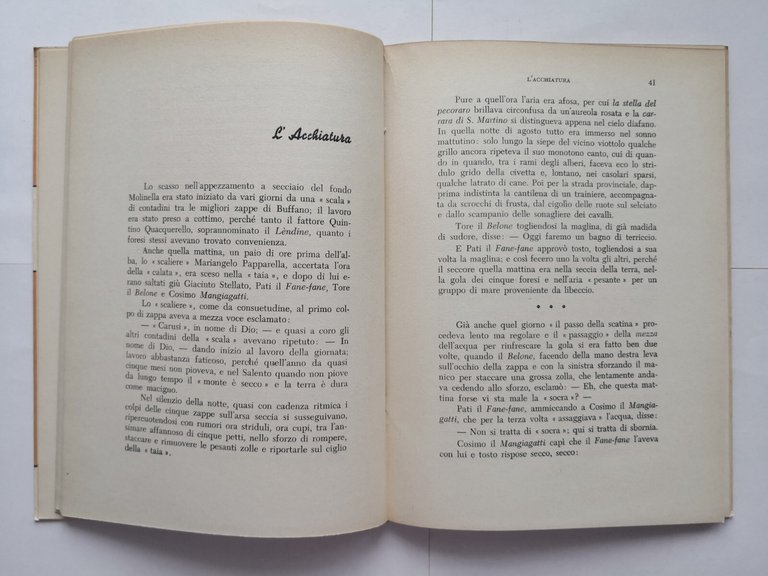 L' Acchiatura
Lo scasso nell'appezzamento a secciaio del fondo
Molinella era stato iniziato da vari giorni da una « scala »
di contadini tra le migliori zappe di Buffano; il lavoro
era stato preso a cottimo, perché tanto il fattore Quin-
tino Quacquerello, soprannominato il Lèndine, quanto i
foresi stessi avevano trovato convenienza.
Anche quella mattina, un paio di ore prima dell'al-
ba, lo « scaliere » Mariangelo Papparella, accertata l'ora
della « calata », era sceso nella « taia », e dopo di lui e-
rano saltati giù Giacinto Stellato, Pati il Fane-fane, Tore
il Belone e Cosimo Mangiagatti.
Lo « scaliere », come da consuetudine, al primo col-
po di zappa aveva a mezza voce esclamato:
— « Carusi », in nome di Dio; — e quasi a coro gli
altri contadini della « scala » avevano ripetuto: — In
nome di Dio, — dando inizio al lavoro della giornata;
lavoro abbastanza faticoso, perché quell'anno da quasi
cinque mesi non pioveva, e nel Salento quando non piove
da lungo tempo il « monte è secco » e la terra è dura
come macigno.
Nel silenzio della notte, quasi con cadenza ritmica i
colpi delle cinque zappe sull'arsa seccia si susseguivano,
ripercuotendosi con rumori ora striduli, ora cupi, tra l'an-
simare affannoso di cinque petti, nello sforzo di rompere,
staccare e rimuovere le pesanti zolle e riportarle sul ciglio
della « taia ».
L'ACCHIATURA 41
Pure a quell'ora l'aria era afosa, per cui la stella del
pecoraro brillava circonfusa da un'aureola rosata e la car-
rara di S. Martino si distingueva appena nel cielo diafano.
In quella notte di agosto tutto era immerso nel sonno
mattutino: solo lungo la siepe del vicino viottolo qualche
grillo ancora ripeteva il suo monotono canto, cui di quan-
do in quando, tra i rami degli alberi, faceva eco lo stri-
dulo grido della civetta e, lontano, nei casolari sparsi,
qualche latrato di cane. Poi per la strada provinciale, dap-
prima indistinta la cantilena di un trainiere, accompagna-
ta da scrocchi di frusta, dal cigolio delle ruote sul selciato
e dallo scampanio delle sonagliere dei cavalli.
Tore il Belone togliendosi la maglina, di già madida
di sudore, disse: — Oggi faremo un bagno di terriccio.
E Pati il Fane-fane approvò tosto, togliendosi a sua
volta la maglina; e così fecero uno volta gli altri, perché
il seccore quella mattina era nella seccia della terra, nel-
la gola dei cinque foresi e nell'aria « pesante » per un
gruppo di mare proveniente da libeccio.
* * *
Già anche quel giorno « il passo della scatina » pro-
cedeva lento ma regolare e il « passaggio » della mezza
dell'acqua per rinfrescare la gola si era fatto ben due
volte, quando il Belone, facendo della mano destra leva
sull'occhio della zappa e con la sinistra sforzando il ma-
nico per staccare una grossa zolla, che lentamente anda-
va cedendo allo sforzo, esclamò: — Eh, che questa mat-
tina forse vi sta male la « socra »? —
Pati il Fane-fane, ammiccando a Cosimo il Mangia-
gatti, che per la terza volta « assaggiava » l'acqua, disse:
— Non si tratta di « socra »; qui si tratta di sbornia.
Cosimo il Mangiagatti capì che il Fane-fane l'aveva
con lui e tosto rispose secco, secco: